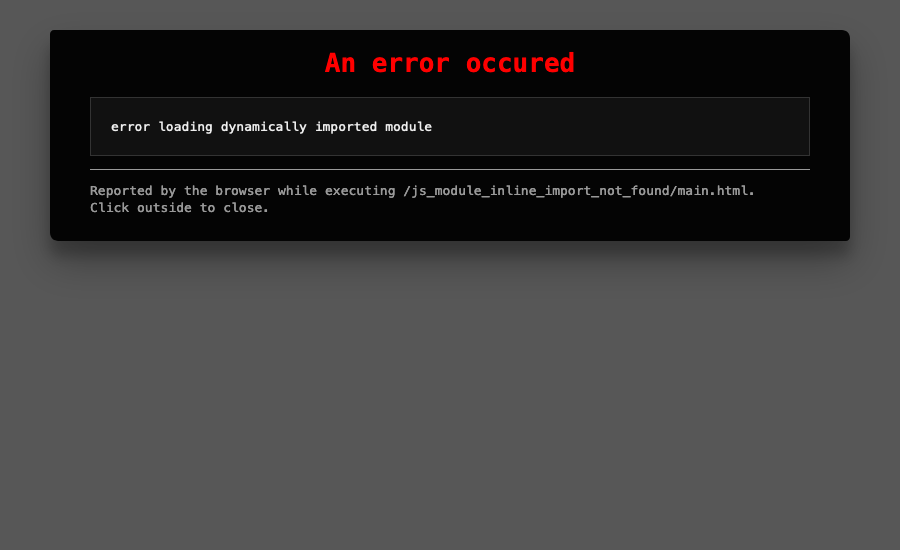 An error occured
error loading dynamically imported module
Reported by the browser while executing /js_module_inline_import_not_found/main.html.
Click outside to close.